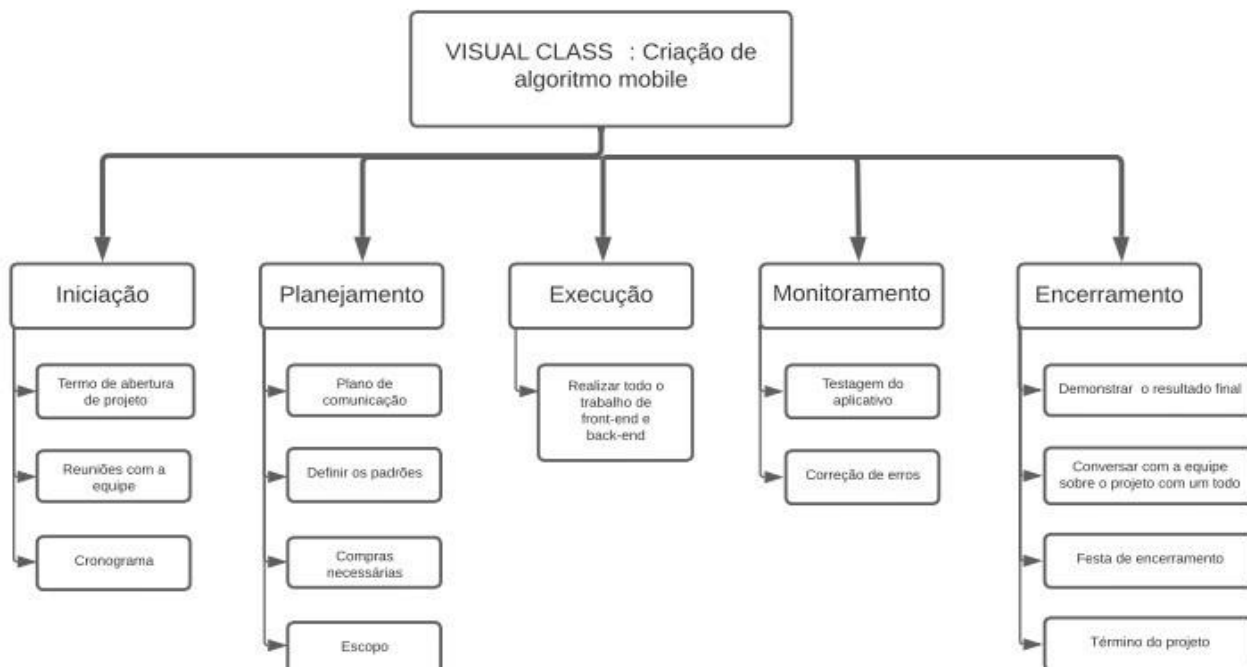 VISUAL CLASS : Criação de
algoritmo mobile
Iniciação
Termo de abertura
de projeto
Reuniões com a
equipe
Cronograma
Planejamento
Plano de
comunicação
Definir os padrões
Compras
necessárias
Escopo
Execução
Realizar todo o
trabalho de
front-end e
back-end
Monitoramento
Testagem do
aplicativo
Correção de erros
Encerramento
Demonstrar o resultado final
Conversar com a equipe
sobre o projeto com um todo
Festa de encerramento
Término do projeto